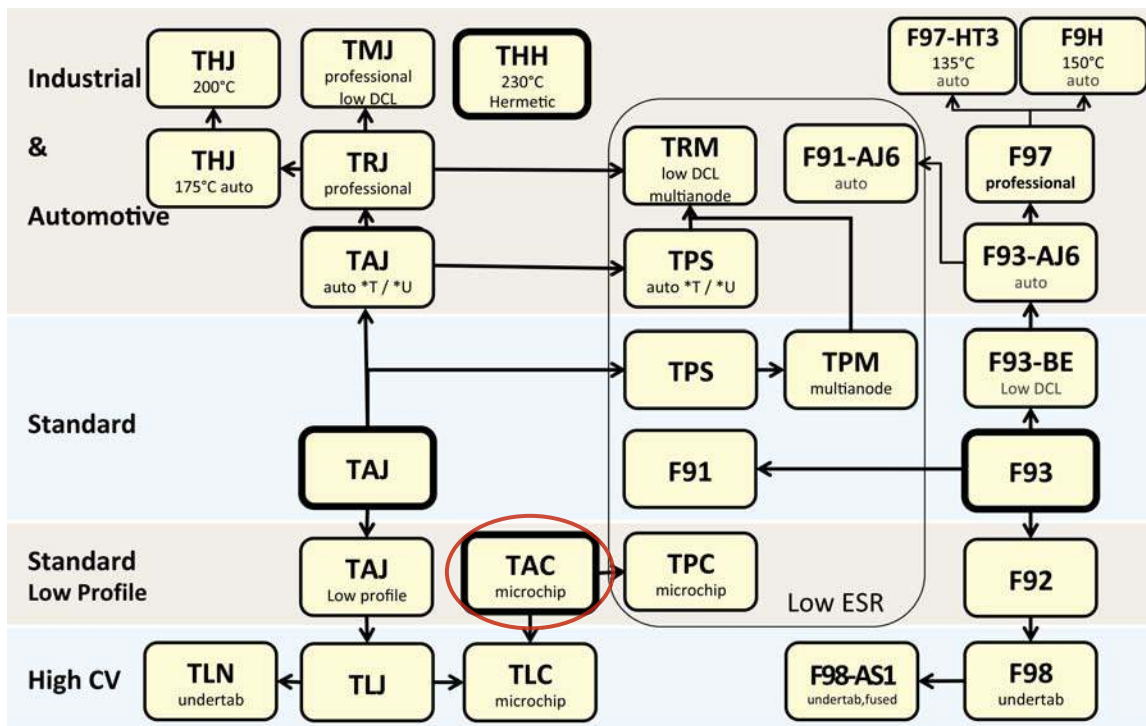 Industrial
&
Automotive
THJ
200°C
TMJ
professional
low DCL
THH
230°C
Hermetic
F97-HT3
135°C
auto
F9H
150°C
auto
THJ
175°C auto
TRJ
professional
TRM
low DCL
multianode
F91-AJ6
auto
F97
professional
TAJ
auto *T / *U
TPS
auto *T / *U
F93-AJ6
auto
Standard
TPS
TPM
multianode
F93-BE
Low DCL
TAJ
F91
F93
Standard
Low Profile
TAJ
Low profile
TAC
microchip
TPC
microchip
Low ESR
F92
High CV
TLN
undertab
TLJ
TLC
microchip
F98-AS1
undertab,fused
F98
undertab